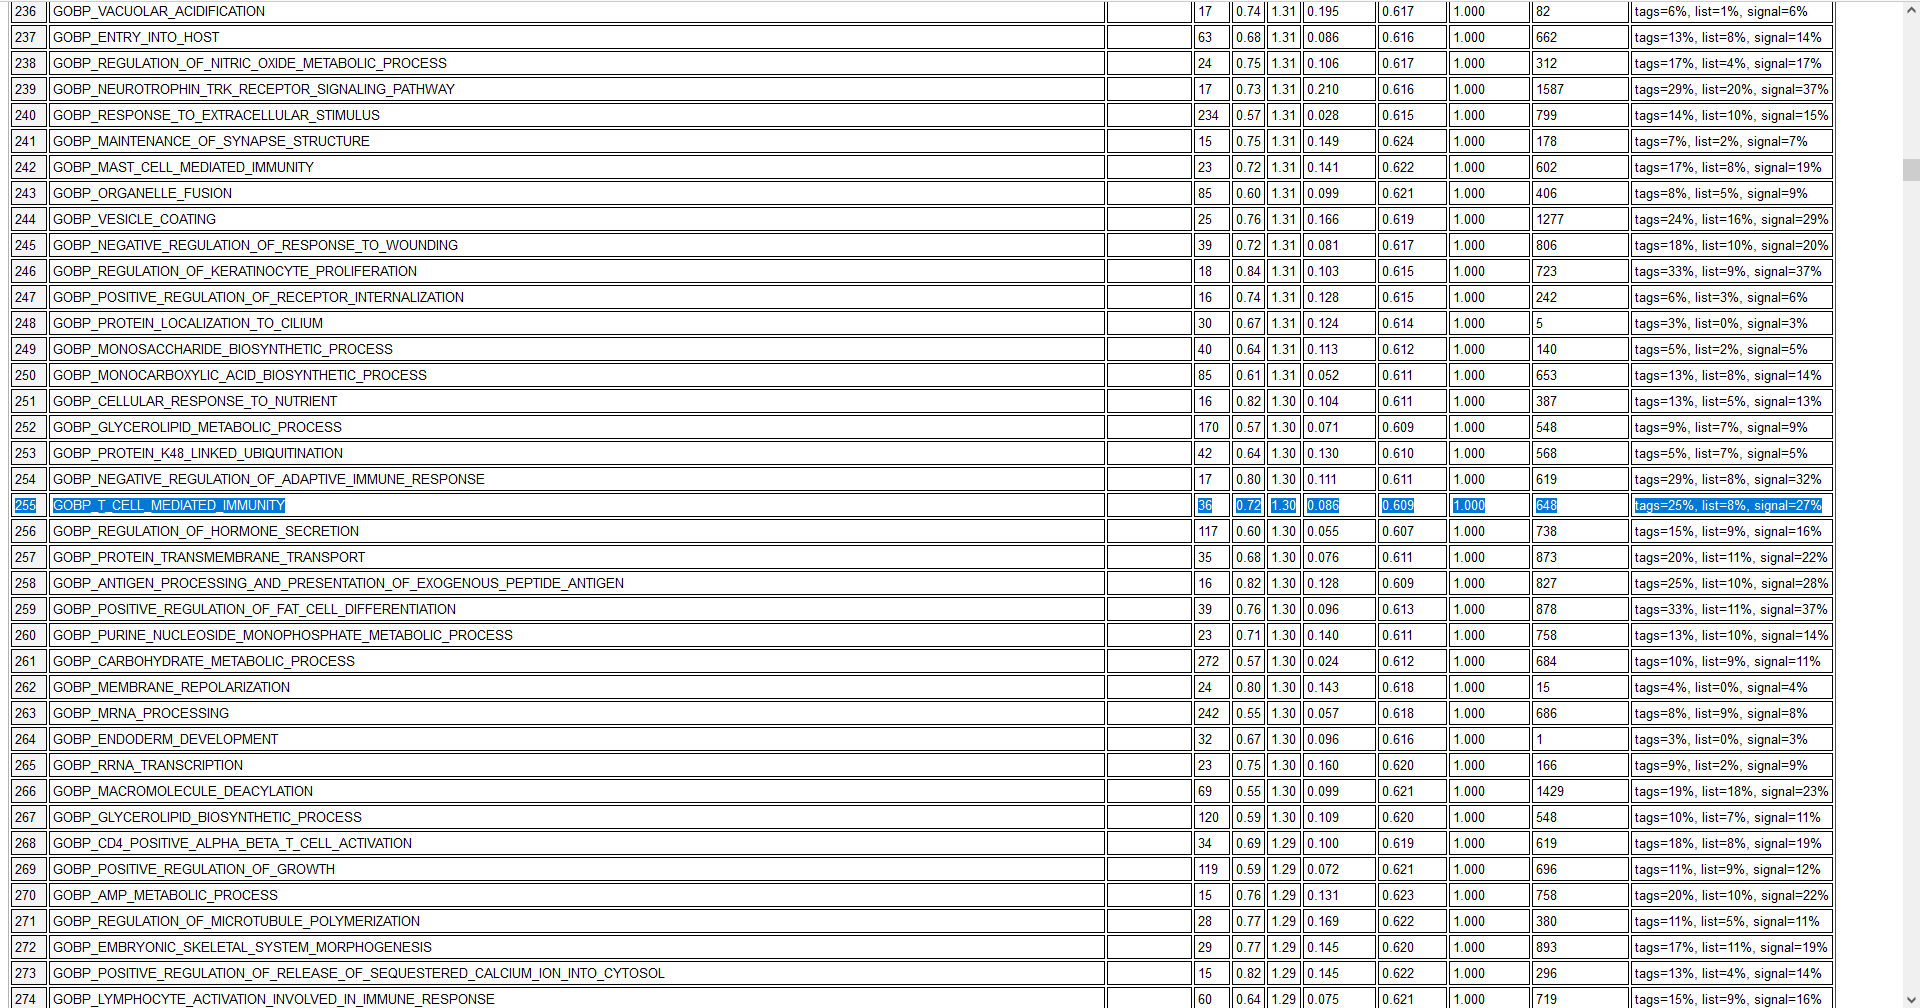 236 GOBP_VACUOLAR_ACIDIFICATION 17 0.74 1.31 0.195 0.617 1.000 82 tags=6%, list=1%, signal=6%
237 GOBP_ENTRY_INTO_HOST 63 0.68 1.31 0.086 0.616 1.000 662 tags=13%, list=8%, signal=14%
238 GOBP_REGULATION_OF_NITRIC_OXIDE_METABOLIC_PROCESS 24 0.75 1.31 0.106 0.617 1.000 312 tags=17%, list=4%, signal=17%
239 GOBP_NEUROTROPHIN_TRK_RECEPTOR_SIGNALING_PATHWAY 17 0.73 1.31 0.210 0.616 1.000 1587 tags=29%, list=20%, signal=37%
240 GOBP_RESPONSE_TO_EXTRACELLULAR_STIMULUS 234 0.57 1.31 0.028 0.615 1.000 799 tags=14%, list=10%, signal=15%
241 GOBP_MAINTENANCE_OF_SYNAPSE_STRUCTURE 15 0.75 1.31 0.149 0.624 1.000 178 tags=7%, list=2%, signal=7%
242 GOBP_MAST_CELL_MEDIATED_IMMUNITY 23 0.72 1.31 0.141 0.622 1.000 602 tags=17%, list=8%, signal=19%
243 GOBP_ORGANELLE_FUSION 85 0.60 1.31 0.099 0.621 1.000 406 tags=8%, list=5%, signal=9%
244 GOBP_VESICLE_COATING 25 0.76 1.31 0.166 0.619 1.000 1277 tags=24%, list=16%, signal=29%
245 GOBP_NEGATIVE_REGULATION_OF_RESPONSE_TO_WOUNDING 39 0.72 1.31 0.081 0.617 1.000 806 tags=18%, list=10%, signal=20%
246 GOBP_REGULATION_OF_KERATINOCYTE_PROLIFERATION 18 0.84 1.31 0.103 0.615 1.000 723 tags=33%, list=9%, signal=37%
247 GOBP_POSITIVE_REGULATION_OF_RECEPTOR_INTERNALIZATION 16 0.74 1.31 0.128 0.615 1.000 242 tags=6%, list=3%, signal=6%
248 GOBP_PROTEIN_LOCALIZATION_TO_CILIUM 30 0.67 1.31 0.124 0.614 1.000 5 tags=3%, list=0%, signal=3%
249 GOBP_MONOSACCHARIDE_BIOSYNTHETIC_PROCESS 40 0.64 1.31 0.113 0.612 1.000 140 tags=5%, list=2%, signal=5%
250 GOBP_MONOCARBOXYLIC_ACID_BIOSYNTHETIC_PROCESS 85 0.61 1.31 0.052 0.611 1.000 653 tags=13%, list=8%, signal=14%
251 GOBP_CELLULAR_RESPONSE_TO_NUTRIENT 16 0.82 1.30 0.104 0.611 1.000 387 tags=13%, list=5%, signal=13%
252 GOBP_GLYCEROLIPID_METABOLIC_PROCESS 170 0.57 1.30 0.071 0.609 1.000 548 tags=9%, list=7%, signal=9%
253 GOBP_PROTEIN_K48_LINKED_UBIQUITINATION 42 0.64 1.30 0.130 0.610 1.000 568 tags=5%, list=7%, signal=5%
254 GOBP_NEGATIVE_REGULATION_OF_ADAPTIVE_IMMUNE_RESPONSE 17 0.80 1.30 0.111 0.611 1.000 619 tags=29%, list=8%, signal=32%
255 GOBP_T_CELL_MEDIATED_IMMUNITY 36 0.72 1.30 0.086 0.609 1.000 648 tags=25%, list=8%, signal=27%
256 GOBP_REGULATION_OF_HORMONE_SECRETION 117 0.60 1.30 0.055 0.607 1.000 738 tags=15%, list=9%, signal=16%
257 GOBP_PROTEIN_TRANSMEMBRANE_TRANSPORT 35 0.68 1.30 0.076 0.611 1.000 873 tags=20%, list=11%, signal=22%
258 GOBP_ANTIGEN_PROCESSING_AND_PRESENTATION_OF_EXOGENOUS_PEPTIDE_ANTIGEN 16 0.82 1.30 0.128 0.609 1.000 827 tags=25%, list=10%, signal=28%
259 GOBP_POSITIVE_REGULATION_OF_FAT_CELL_DIFFERENTIATION 39 0.76 1.30 0.096 0.613 1.000 878 tags=33%, list=11%, signal=37%
260 GOBP_PURINE_NUCLEOSIDE_MONOPHOSPHATE_METABOLIC_PROCESS 23 0.71 1.30 0.140 0.611 1.000 758 tags=13%, list=10%, signal=14%
261 GOBP_CARBOHYDRATE_METABOLIC_PROCESS 272 0.57 1.30 0.024 0.612 1.000 684 tags=10%, list=9%, signal=11%
262 GOBP_MEMBRANE_REPOLARIZATION 24 0.80 1.30 0.143 0.618 1.000 15 tags=4%, list=0%, signal=4%
263 GOBP_MRNA_PROCESSING 242 0.55 1.30 0.057 0.618 1.000 686 tags=8%, list=9%, signal=8%
264 GOBP_ENDODERM_DEVELOPMENT 32 0.67 1.30 0.096 0.616 1.000 1 tags=3%, list=0%, signal=3%
265 GOBP_RRNA_TRANSCRIPTION 23 0.75 1.30 0.160 0.620 1.000 166 tags=9%, list=2%, signal=9%
266 GOBP_MACROMOLECULE_DEACYLATION 69 0.55 1.30 0.099 0.621 1.000 1429 tags=19%, list=18%, signal=23%
267 GOBP_GLYCEROLIPID_BIOSYNTHETIC_PROCESS 120 0.59 1.30 0.109 0.620 1.000 548 tags=10%, list=7%, signal=11%
268 GOBP_CD4_POSITIVE_ALPHA_BETA_T_CELL_ACTIVATION 34 0.69 1.29 0.100 0.619 1.000 619 tags=18%, list=8%, signal=19%
269 GOBP_POSITIVE_REGULATION_OF_GROWTH 119 0.59 1.29 0.072 0.621 1.000 696 tags=11%, list=9%, signal=12%
270 GOBP_AMP_METABOLIC_PROCESS 15 0.76 1.29 0.131 0.623 1.000 758 tags=20%, list=10%, signal=22%
271 GOBP_REGULATION_OF_MICROTUBULE_POLYMERIZATION 28 0.77 1.29 0.169 0.622 1.000 380 tags=11%, list=5%, signal=11%
272 GOBP_EMBRYONIC_SKELETAL_SYSTEM_MORPHOGENESIS 29 0.77 1.29 0.145 0.620 1.000 893 tags=17%, list=11%, signal=19%
273 GOBP_POSITIVE_REGULATION_OF_RELEASE_OF_SEQUESTERED_CALCIUM_ION_INTO_CYTOSOL 15 0.82 1.29 0.145 0.622 1.000 296 tags=13%, list=4%, signal=14%
274 GOBP_LYMPHOCYTE_ACTIVATION_INVOLVED_IN_IMMUNE_RESPONSE 60 0.64 1.29 0.075 0.621 1.000 719 tags=15%, list=9%, signal=16%